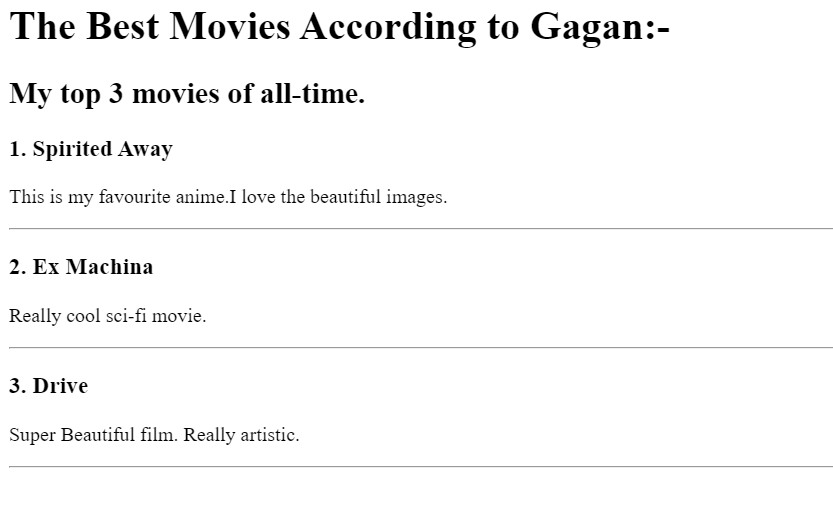 The Best Movies According to Gagan:-
My top 3 movies of all-time.
1. Spirited Away
This is my favourite anime.I love the beautiful images.
2. Ex Machina
Really cool sci-fi movie.
3. Drive
Super Beautiful film. Really artistic.